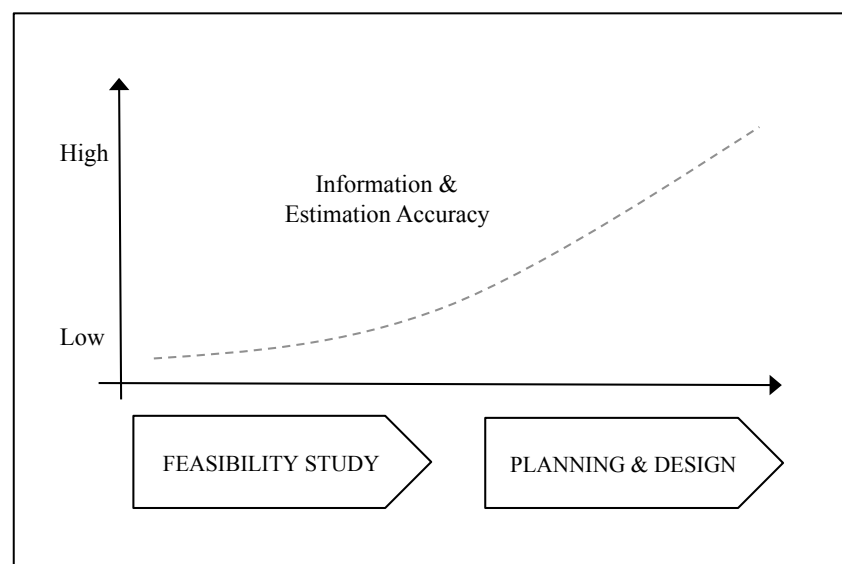 High
Information &
Estimation Accuracy
Low
FEASIBILITY STUDY
PLANNING & DESIGN